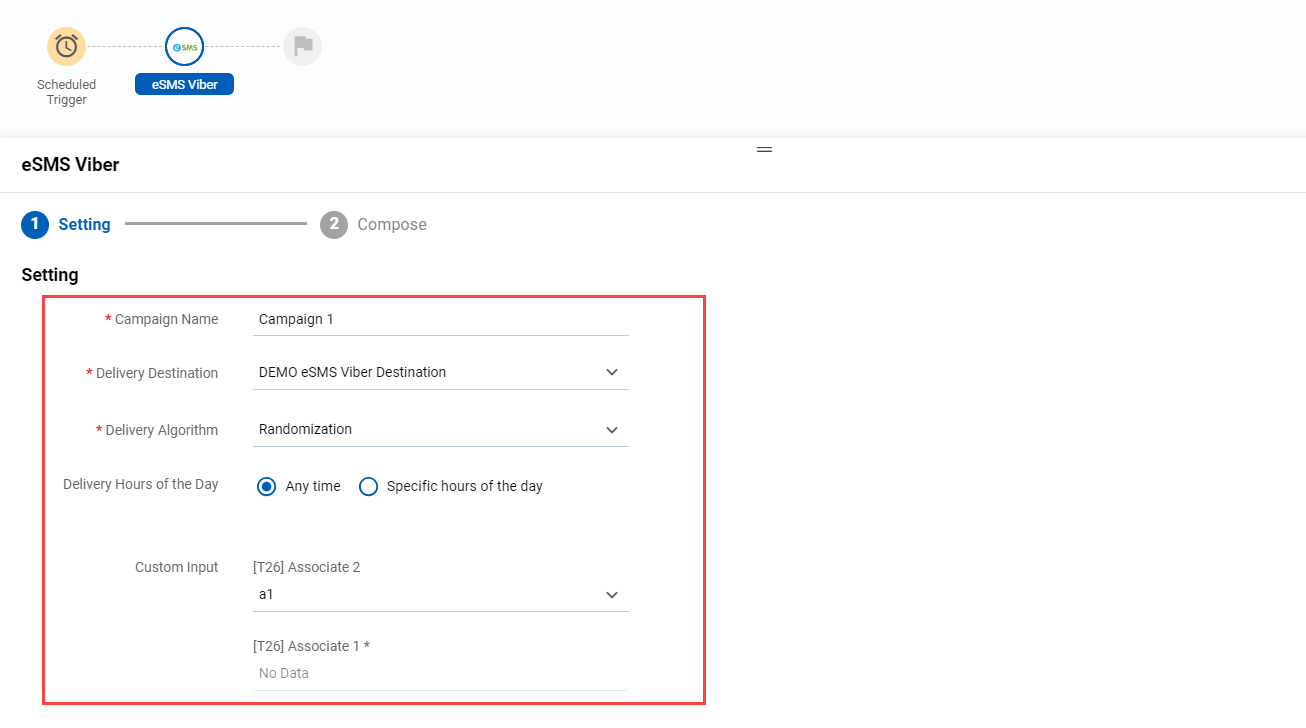 eSMS
Scheduled
Trigger
eSMS Viber
eSMS Viber
1 Setting
2 Compose
Setting
* Campaign Name Campaign 1
* Delivery Destination DEMO eSMS Viber Destination
* Delivery Algorithm Randomization
Delivery Hours of the Day Any time Specific hours of the day
Custom Input [T26] Associate 2
a1
[T26] Associate 1 *
No Data